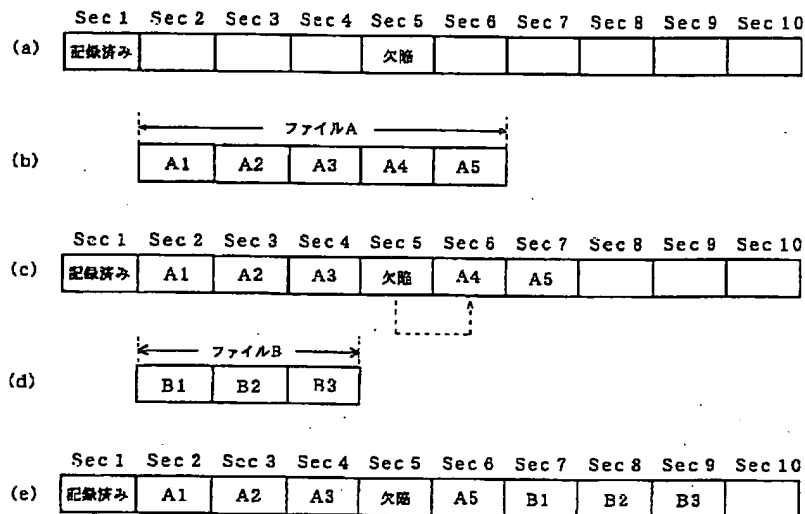 Sec 1 Sec 2 Sec 3 Sec 4 Sec 5 Sec 6 Sec 7 Sec 8 Sec 9 Sec 10
(a) 記録済み 欠陥
ファイルA
(b) A1 A2 A3 A4 A5
Sec 1 Sec 2 Sec 3 Sec 4 Sec 5 Sec 6 Sec 7 Sec 8 Sec 9 Sec 10
(c) 記録済み A1 A2 A3 欠陥 A4 A5
ファイルB
(d) B1 B2 B3
Sec 1 Sec 2 Sec 3 Sec 4 Sec 5 Sec 6 Sec 7 Sec 8 Sec 9 Sec 10
(e) 記録済み A1 A2 A3 欠陥 A5 B1 B2 B3